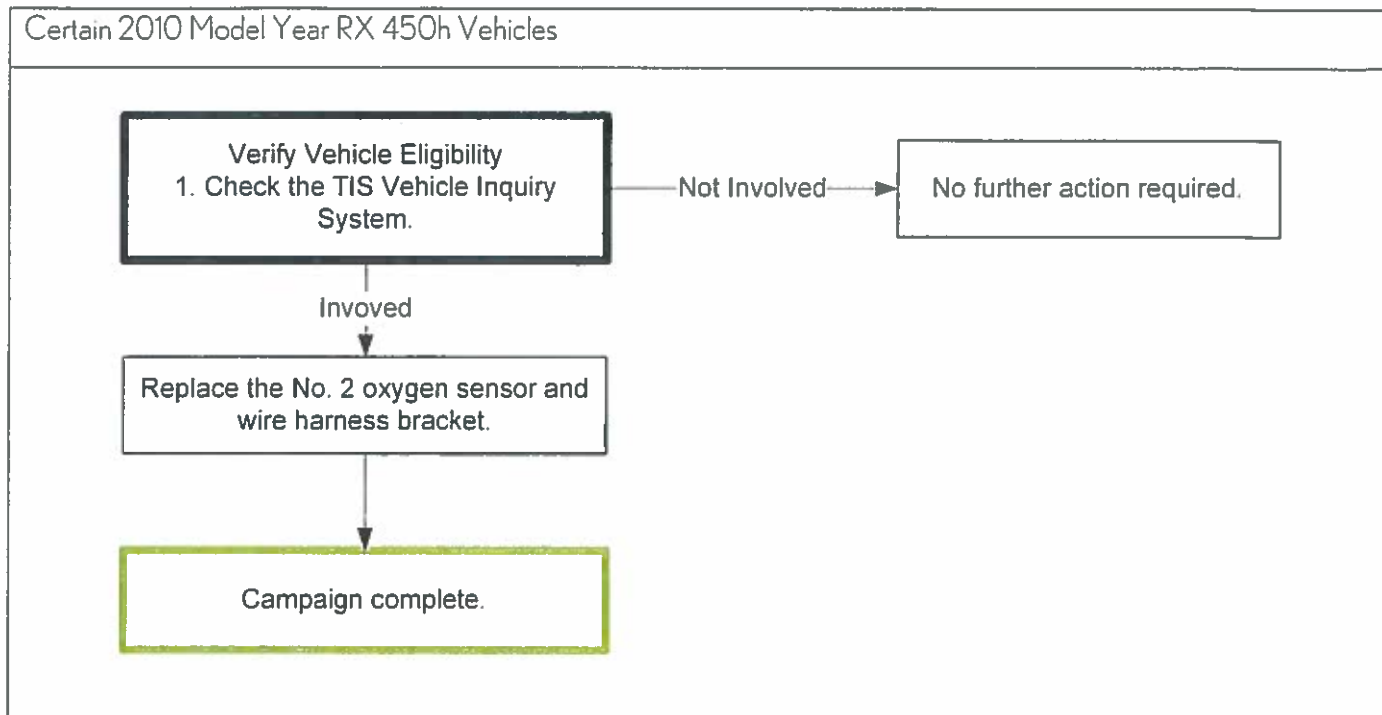 Certain 2010 Model Year RX 450h Vehicles
Verify Vehicle Eligibility
1. Check the TIS Vehicle Inquiry
System.
Not Involved
No further action required.
Invoved
Replace the No. 2 oxygen sensor and
wire harness bracket.
Campaign complete.